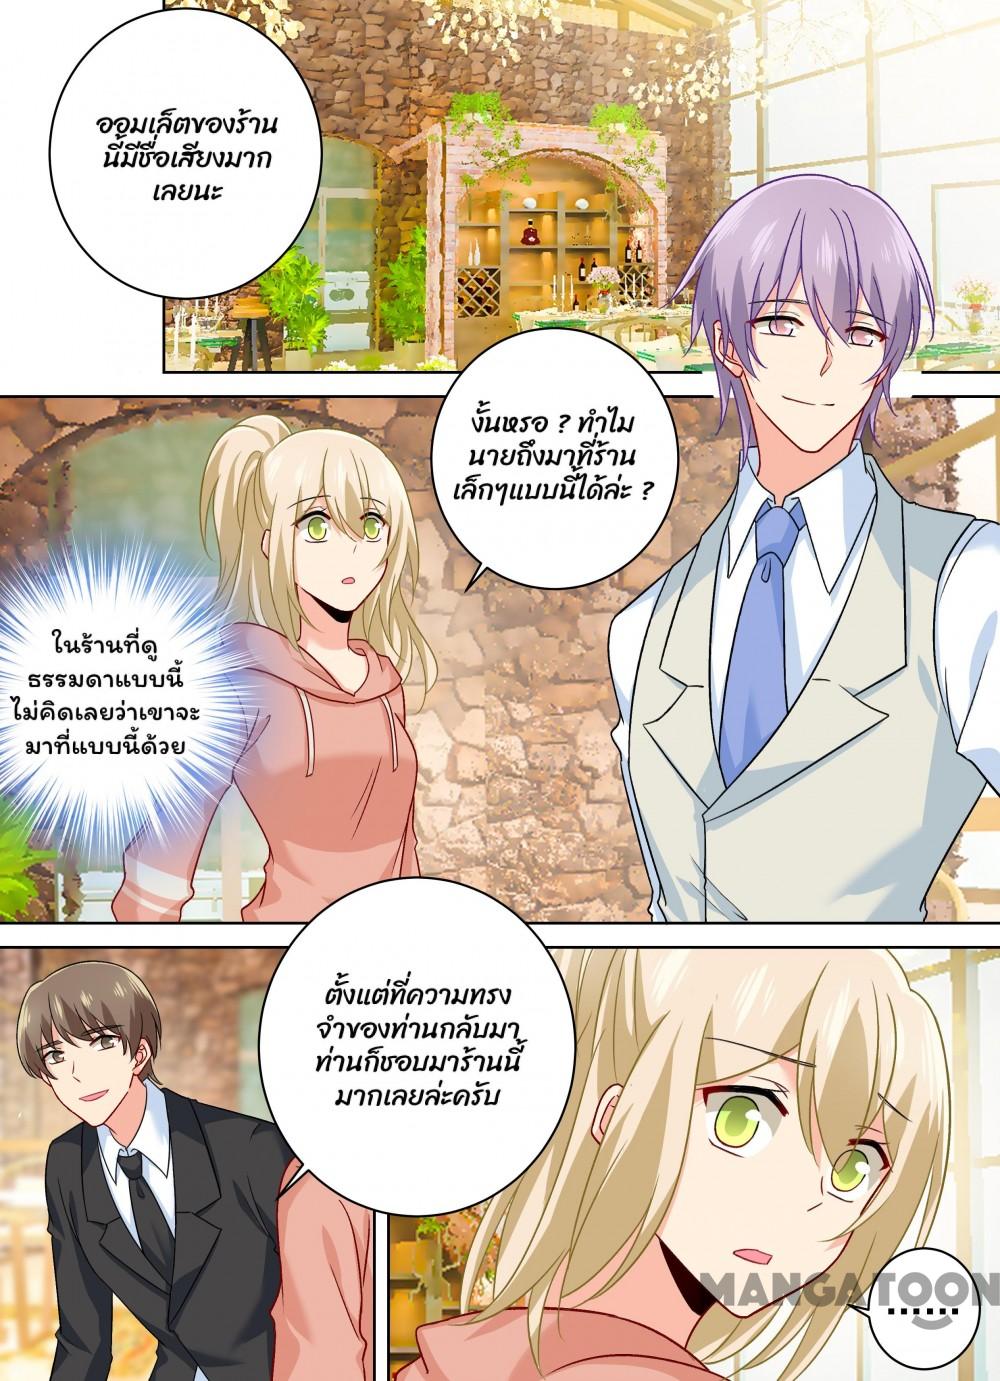 ออมเล็ตของร้าน
นี้มีชื่อเสียงมาก
เลยนะ
งั้นหรอ ? ทำไม
นายถึงมาที่ร้าน
เล็กๆแบบนี้ได้ล่ะ ?
ในร้านที่ดู
ธรรมดาแบบนี้
ไม่คิดเลยว่าเขาจะ
มาที่แบบนี้ด้วย
ตั้งแต่ที่ความทรง
จำของท่านกลับมา
ท่านก็ชอบมาร้านนี้
มากเลยล่ะครับ
......
MANGATOON